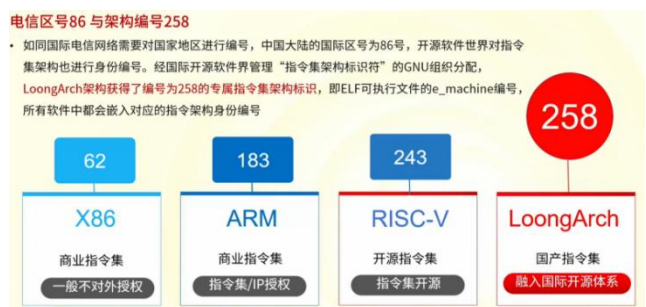 电信区号86 与架构编号258
• 如同国际电信网络需要对国家地区进行编号，中国大陆的国际区号为86号，开源软件世界对指令
集架构也进行身份编号。经国际开源软件界管理“指令集架构标识符”的GNU组织分配，
LoongArch架构获得了编号为258的专属指令集架构标识，即ELF可执行文件的e_machine编号，
所有软件中都会嵌入对应的指令架构身份编号
62
183
243
258
X86
ARM
RISC-V
LoongArch
商业指令集
商业指令集
开源指令集
国产指令集
一般不对外授权
指令集/IP授权
指令集开源
融入国际开源体系